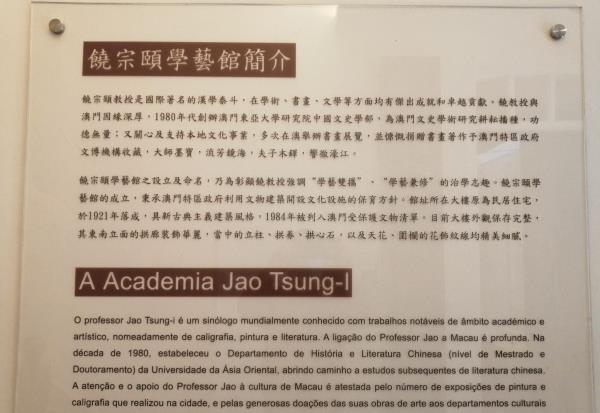 饒宗頤學藝館簡介
饒宗頤教授是國際著名的漢學泰斗，在學術、書畫、文學等方面均有傑出成就和卓越貢獻。饒教授與
澳門因緣深厚，1980年代創辦澳門東亞大學研究院中國文史學部，為澳門文史學術研究耕耘播種，功
德無量；又關心及支持本地文化事業，多次在澳舉辦書畫展覽，並慷慨捐贈書畫著作予澳門特區政府
文博機構收藏，大師墨寶，流芳鏡海，夫子木鐸，響徹濠江。
饒宗頤學藝館之設立及命名，乃為彰顯饒教授強調“學藝雙攜”、“學藝兼修”的治學志趣。饒宗頤學
藝館的成立，秉承澳門特區政府利用文物建築開設文化設施的保育方針。館址所在大樓原為民居住宅，
於1921年落成，具新古典主義建築風格，1984年被列入澳門受保護文物清單。目前大樓外觀保存完整，
其東南立面的拱廊裝飾華麗，當中的立柱、拱券、拱心石，以及天花、圍欄的花飾紋線均精美細膩。
A Academia Jao Tsung-I
O professor Jao Tsung-i é um sinólogo mundialmente conhecido com trabalhos notáveis de âmbito académico e
artístico, nomeadamente de caligrafia, pintura e literatura. A ligação do Professor Jao a Macau é profunda. Na
década de 1980, estabeleceu o Departamento de História e Literatura Chinesa (nível de Mestrado e
Doutoramento) da Universidade da Ásia Oriental, abrindo caminho a estudos subsequentes de literatura chinesa.
A atenção e o apoio do Professor Jao à cultura de Macau é atestada pelo número de exposições de pintura e
caligrafia que realizou na cidade, e pelas generosas doações das suas obras de arte aos departamentos culturais